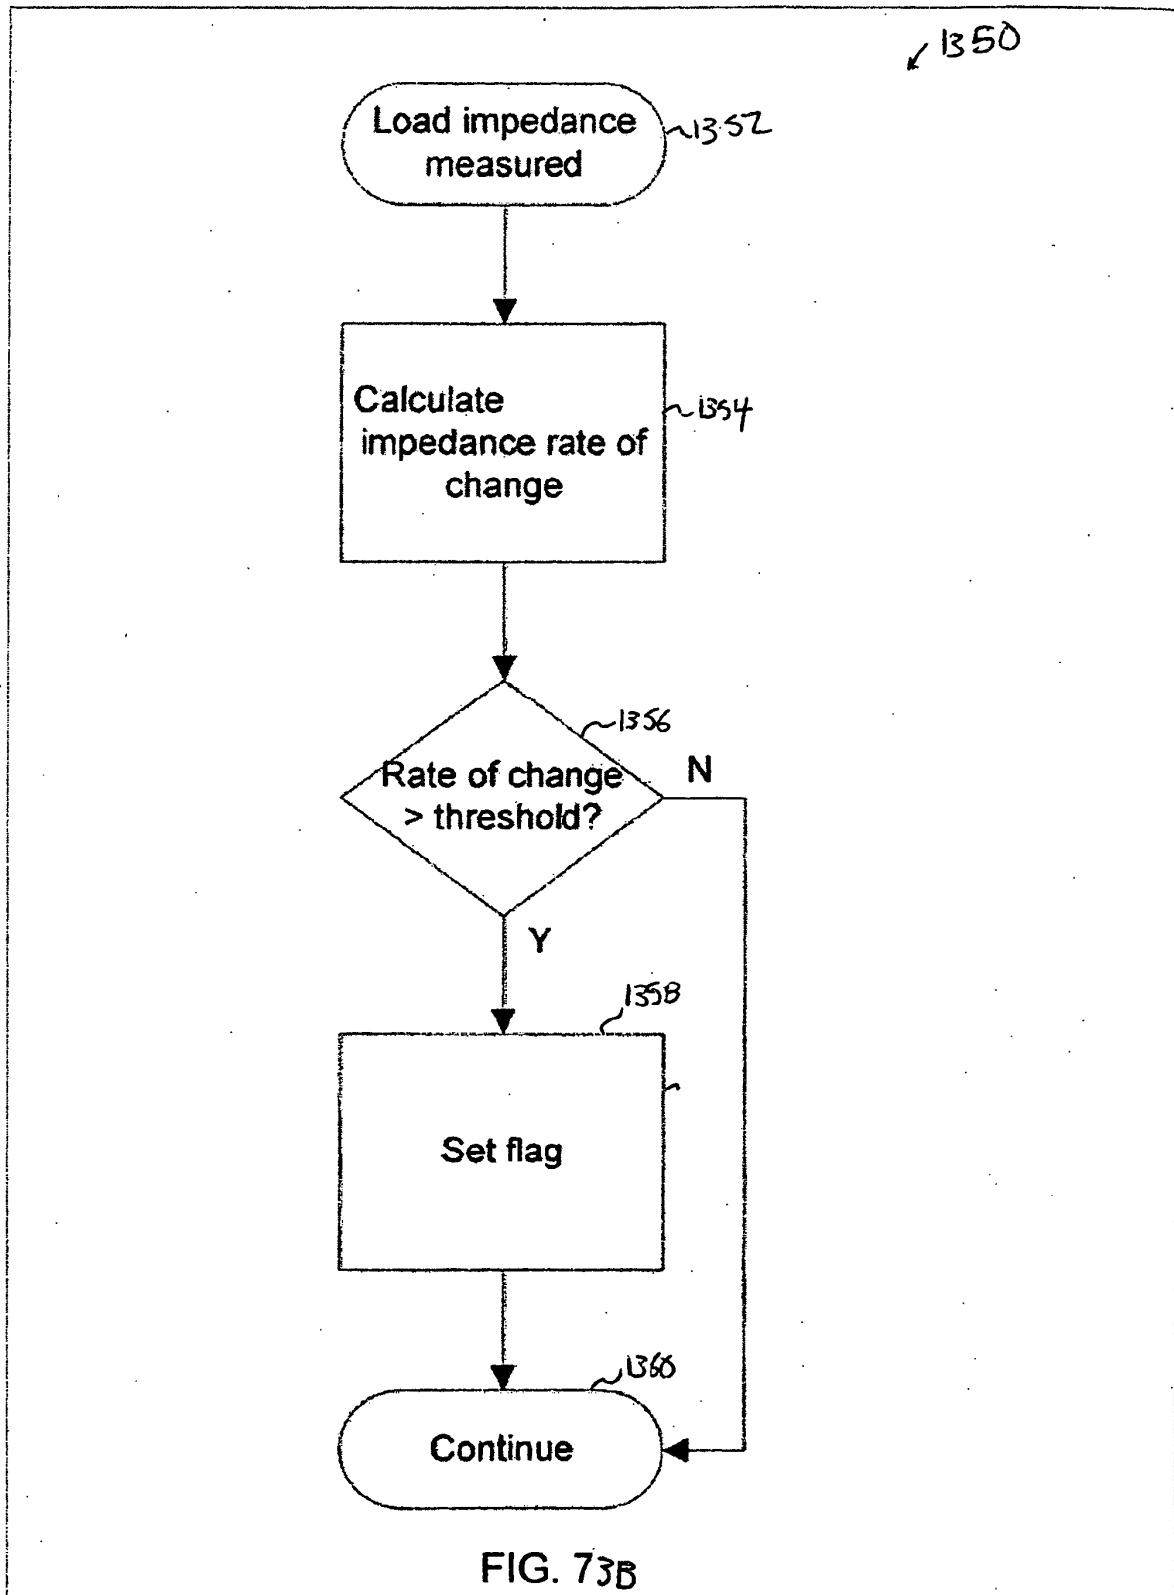 1350
Load impedance
measured
1352
Calculate
impedance rate of
change
1354
1356
Rate of change
> threshold?
N
Y
1358
Set flag
1360
Continue
FIG. 73B